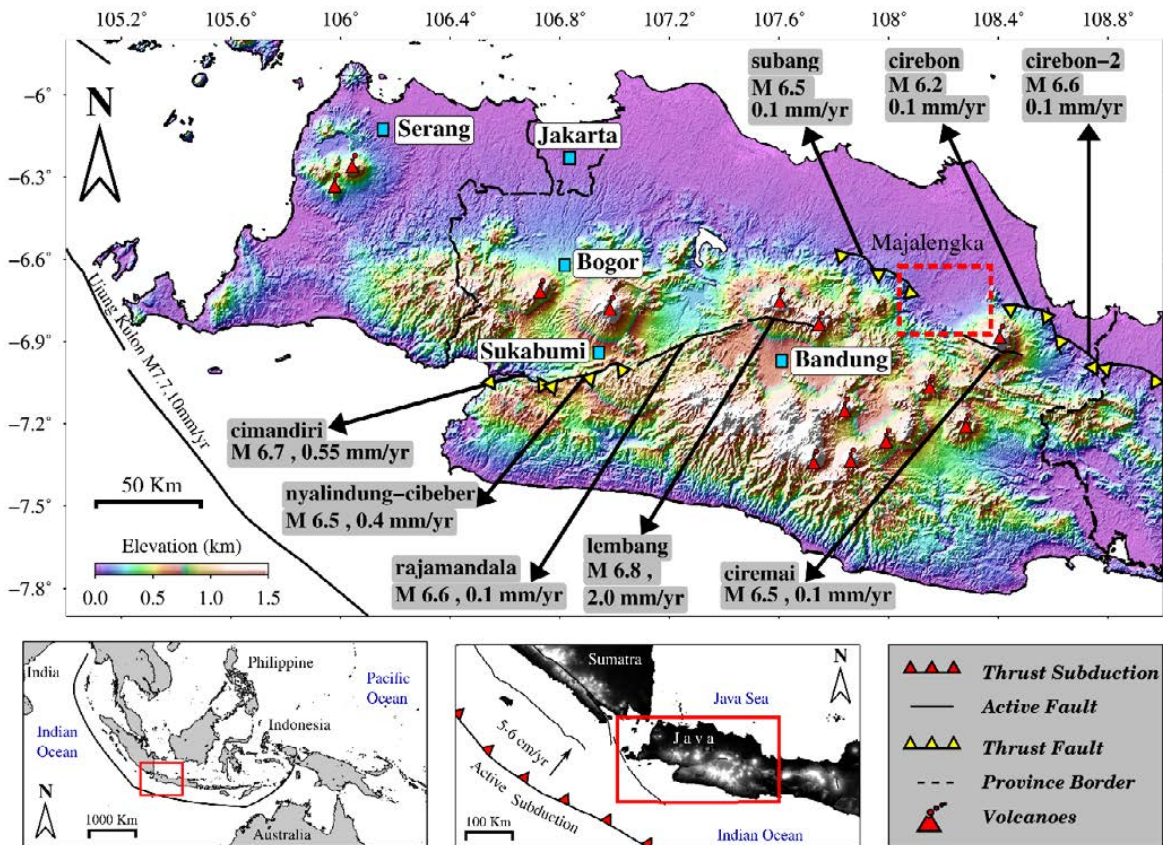 105.2° 105.6° 106° 106.4° 106.8° 107.2° 107.6° 108° 108.4° 108.8°
subang
M 6.5
0.1 mm/yr
cirebon
M 6.2
0.1 mm/yr
cirebon-2
M 6.6
0.1 mm/yr
-6°
-6.3°
-6.6°
-6.9°
-7.2°
-7.5°
-7.8°
N
Serang
Jakarta
Majalengka
Bogor
Sukabumi
Bandung
Ujung Kulon M7.7,10mm/yr
cimandiri
M 6.7 , 0.55 mm/yr
nyalindung-cibeber
M 6.5 , 0.4 mm/yr
rajamandala
M 6.6 , 0.1 mm/yr
lembang
M 6.8 ,
2.0 mm/yr
ciremai
M 6.5 , 0.1 mm/yr
50 Km
Elevation (km)
0.0 0.5 1.0 1.5
India
Philippine
Pacific
Ocean
Indian
Ocean
Indonesia
N
1000 Km
Australia
Sumatra
N
Java Sea
Java
5-6 cm/yr
Active Subduction
100 Km
Indian Ocean
Thrust Subduction
Active Fault
Thrust Fault
Province Border
Volcanoes